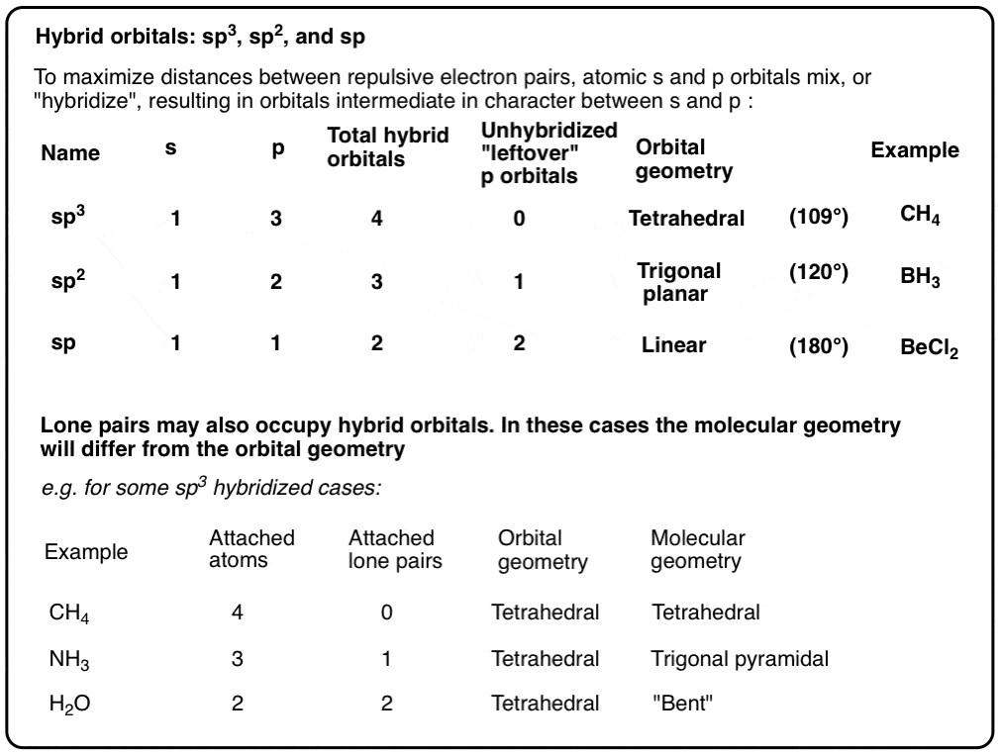 Hybrid orbitals: sp³, sp², and sp
To maximize distances between repulsive electron pairs, atomic s and p orbitals mix, or
"hybridize", resulting in orbitals intermediate in character between s and p :
Name s p Total hybrid orbitals Unhybridized "leftover" p orbitals Orbital geometry Example
sp³ 1 3 4 0 Tetrahedral (109°) CH₄
sp² 1 2 3 1 Trigonal planar (120°) BH₃
sp 1 1 2 2 Linear (180°) BeCl₂
Lone pairs may also occupy hybrid orbitals. In these cases the molecular geometry
will differ from the orbital geometry
e.g. for some sp³ hybridized cases:
Example Attached atoms Attached lone pairs Orbital geometry Molecular geometry
CH₄ 4 0 Tetrahedral Tetrahedral
NH₃ 3 1 Tetrahedral Trigonal pyramidal
H₂O 2 2 Tetrahedral "Bent"